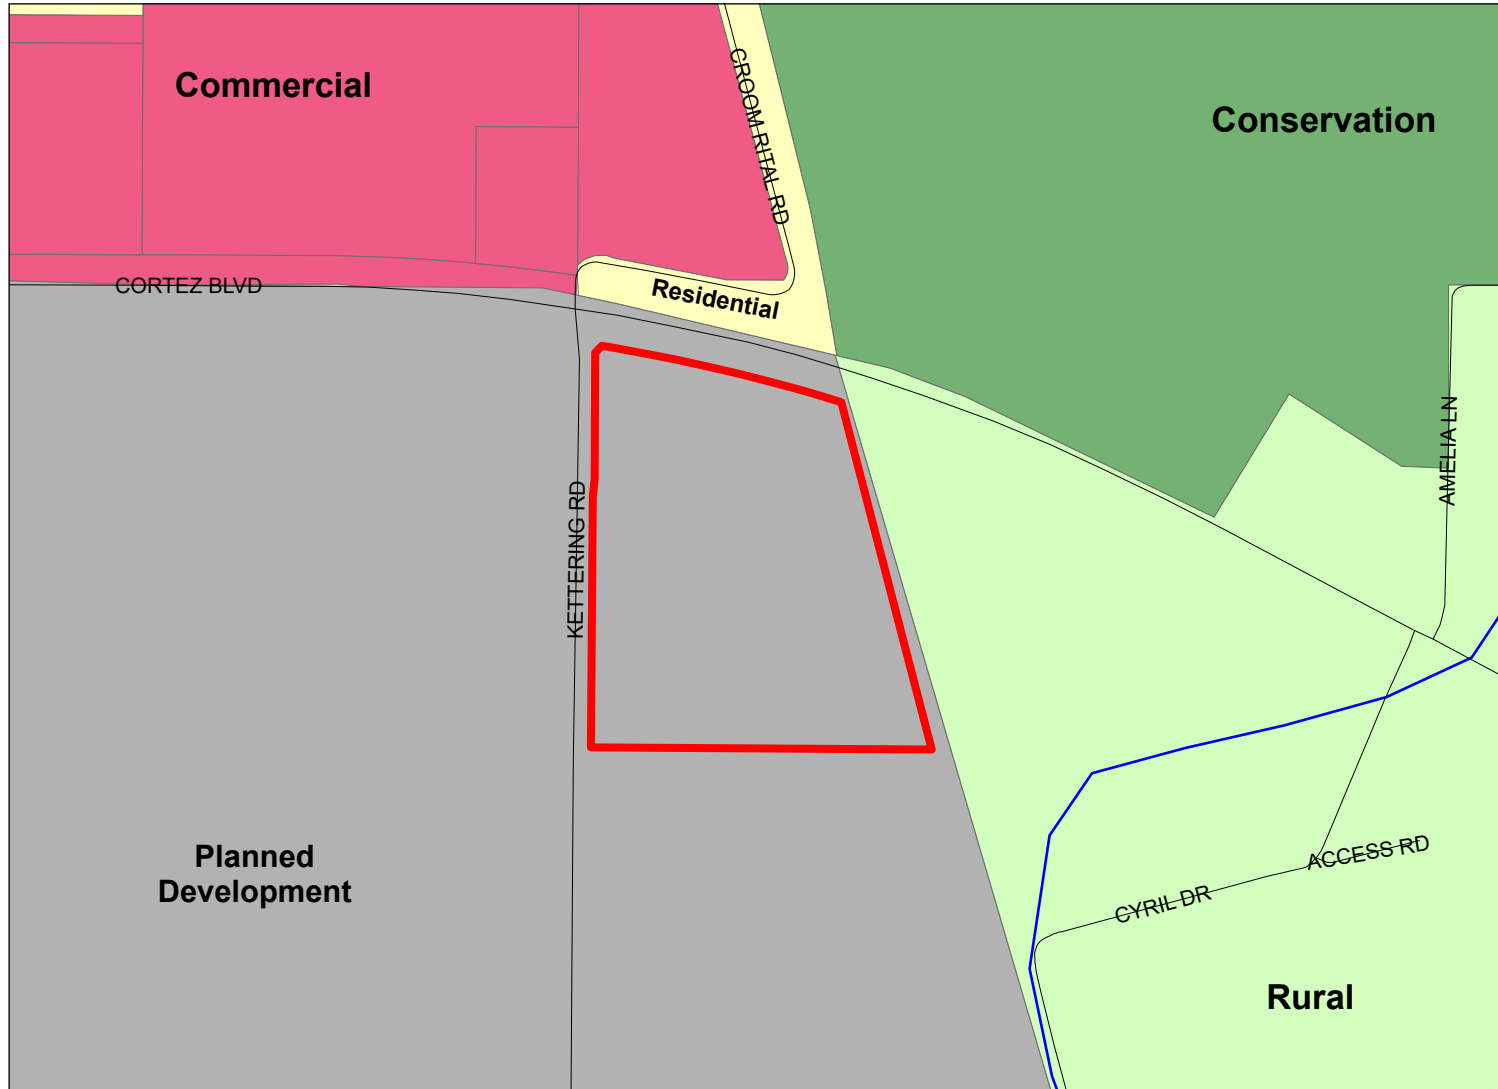 Commercial
CROOM RITAL RD
Conservation
CORTEZ BLVD
Residential
AMELIA LN
KETTERING RD
Planned
Development
ACCESS RD
CYRIL DR
Rural